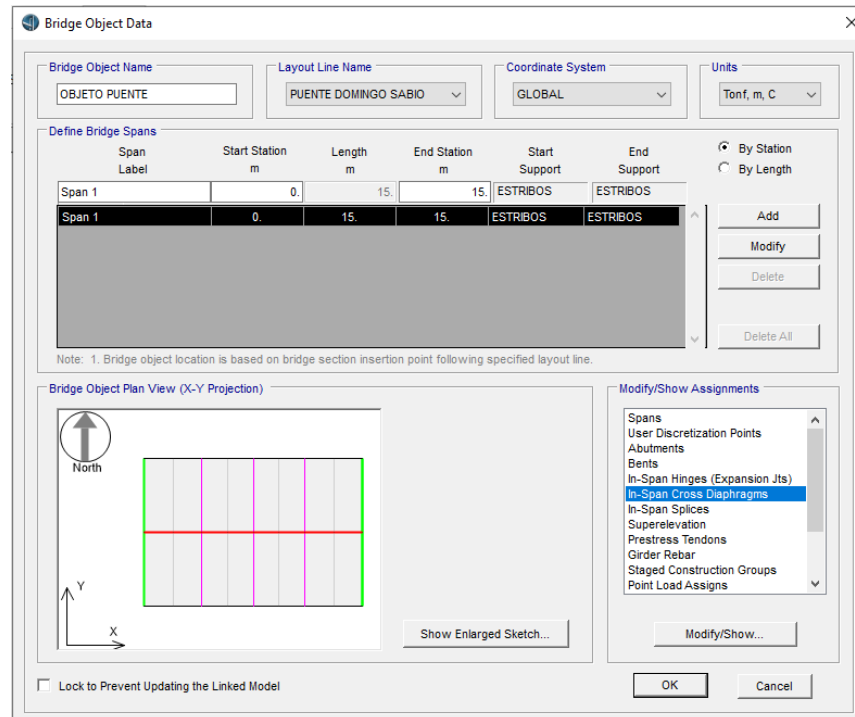 Bridge Object Data
Bridge Object Name
OBJETO PUENTE
Layout Line Name
PUENTE DOMINGO SABIO
Coordinate System
GLOBAL
Units
Tonf, m, C
Define Bridge Spans
Span Label Start Station m Length m End Station m Start Support End Support
By Station
By Length
Span 1 0. 15. 15. ESTRIBOS ESTRIBOS
Span 1 0. 15. 15. ESTRIBOS ESTRIBOS
Add
Modify
Delete
Delete All
Note: 1. Bridge object location is based on bridge section insertion point following specified layout line.
Bridge Object Plan View (X-Y Projection)
North
Y
X
Show Enlarged Sketch...
Modify/Show Assignments
Spans
User Discretization Points
Abutments
Bents
In-Span Hinges (Expansion Jts)
In-Span Cross Diaphragms
In-Span Splices
Superelevation
Prestress Tendons
Girder Rebar
Staged Construction Groups
Point Load Assigns
Modify/Show...
Lock to Prevent Updating the Linked Model
OK
Cancel